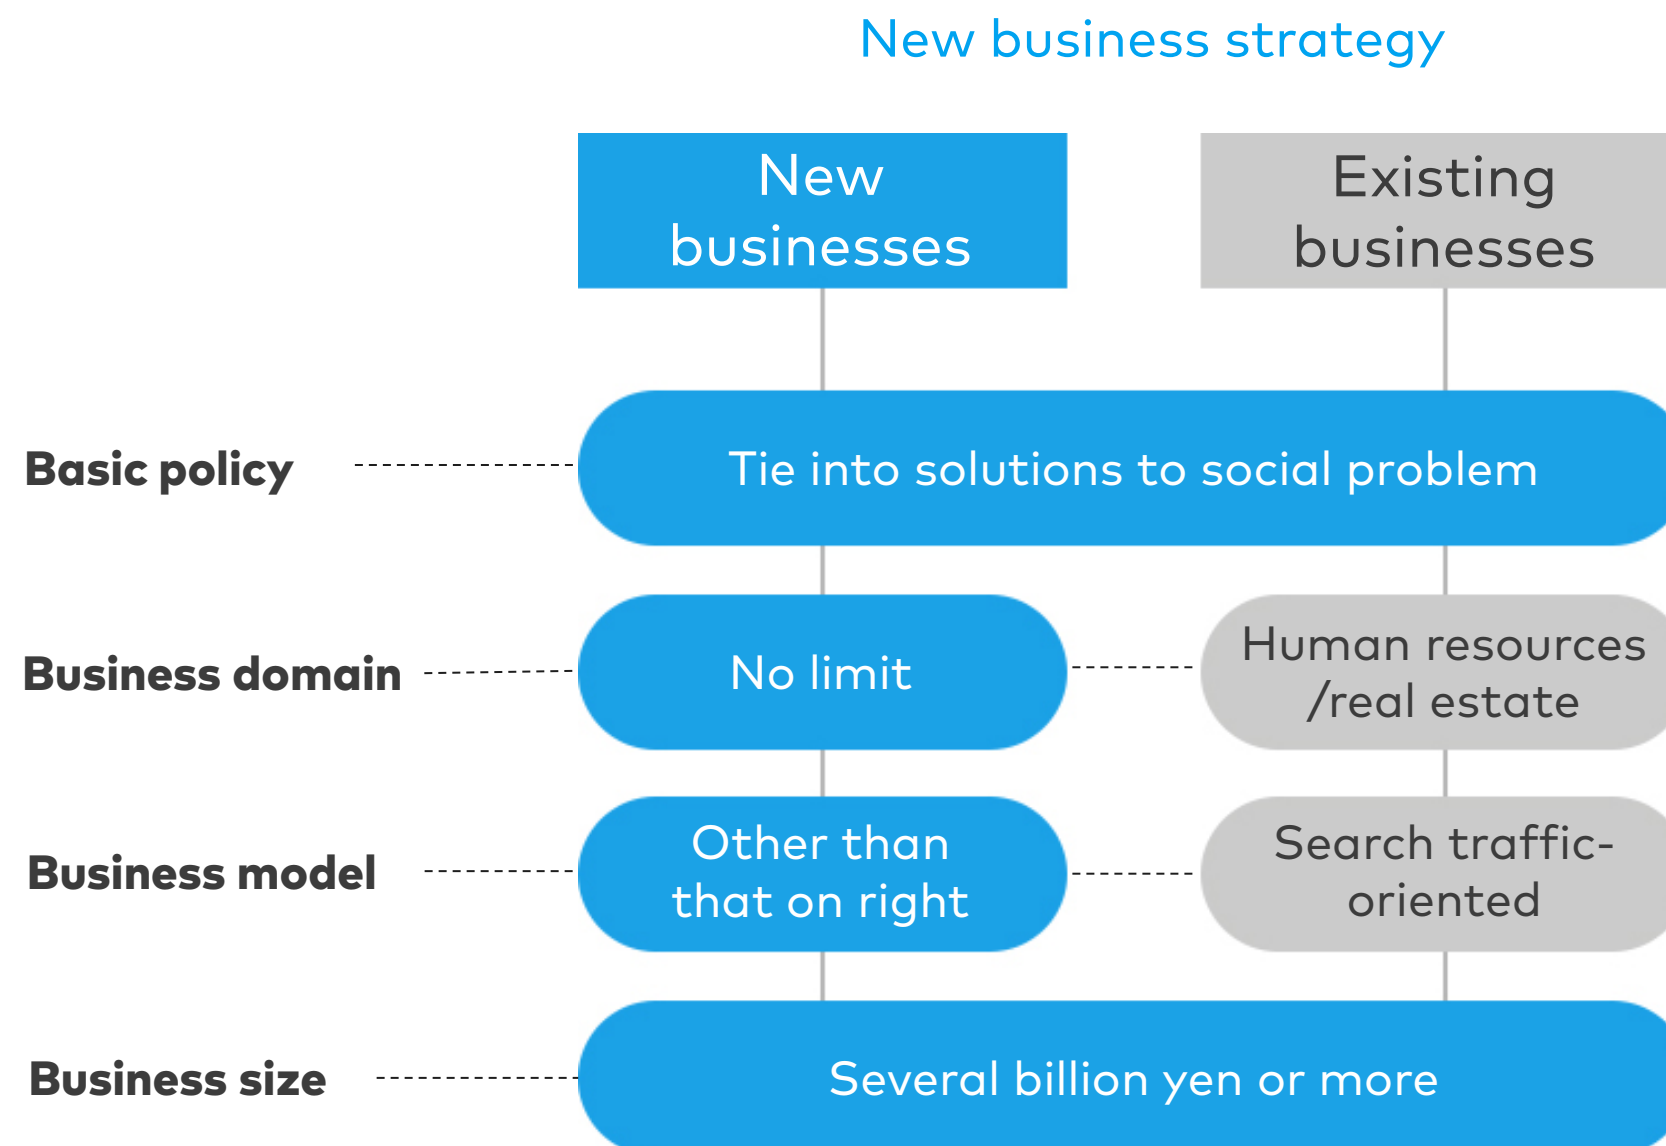 New business strategy
New
businesses
Existing
businesses
Basic policy
Tie into solutions to social problem
Business domain
No limit
Human resources
/real estate
Business model
Other than
that on right
Search traffic-
oriented
Business size
Several billion yen or more